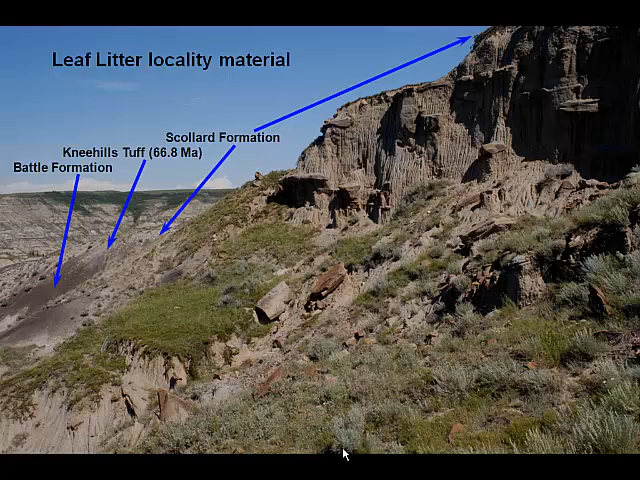 Leaf Litter locality material
Scollard Formation
Kneehills Tuff (66.8 Ma)
Battle Formation